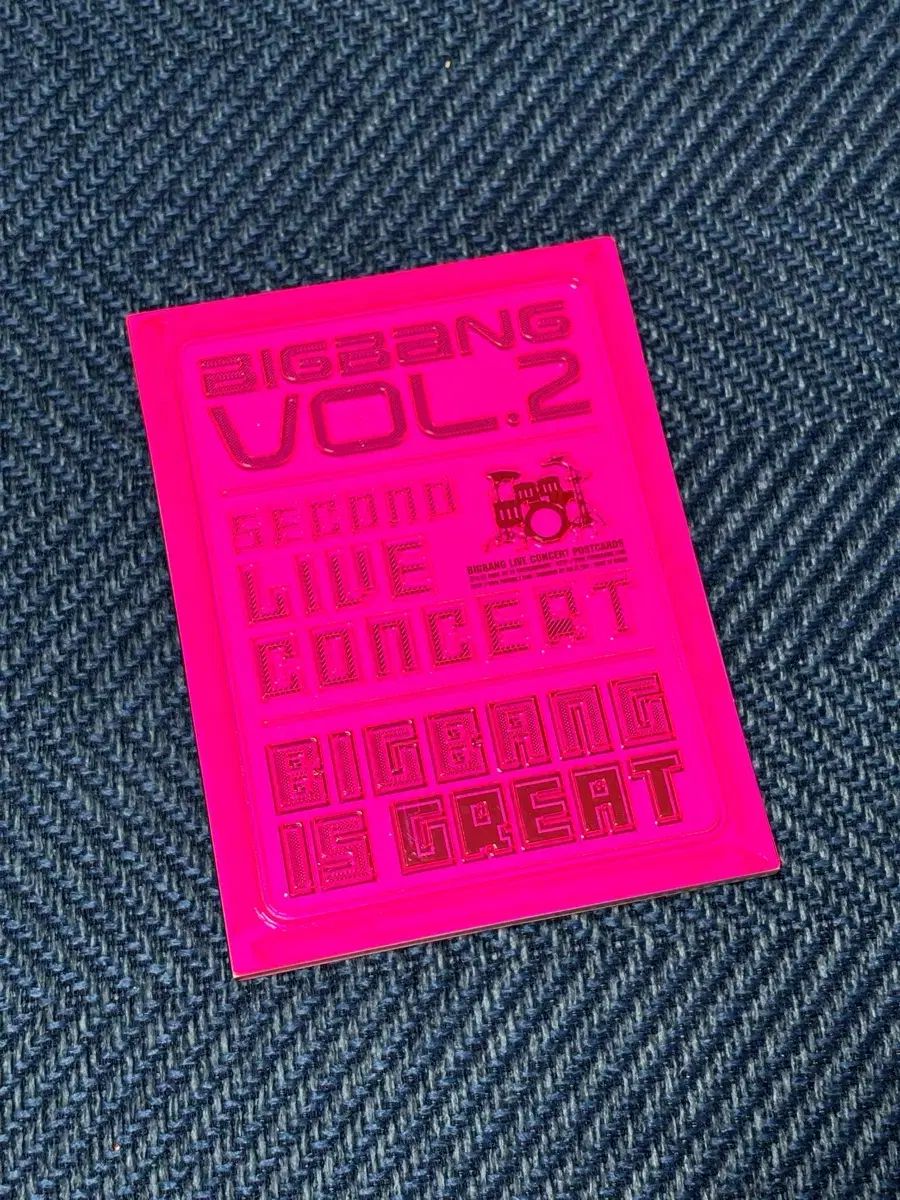 BIGBANG
VOL.2
SECOND
LIVE
CONCERT
BIGBANG LIVE CONCERT POSTCARDS
BIGBANG
IS GREAT